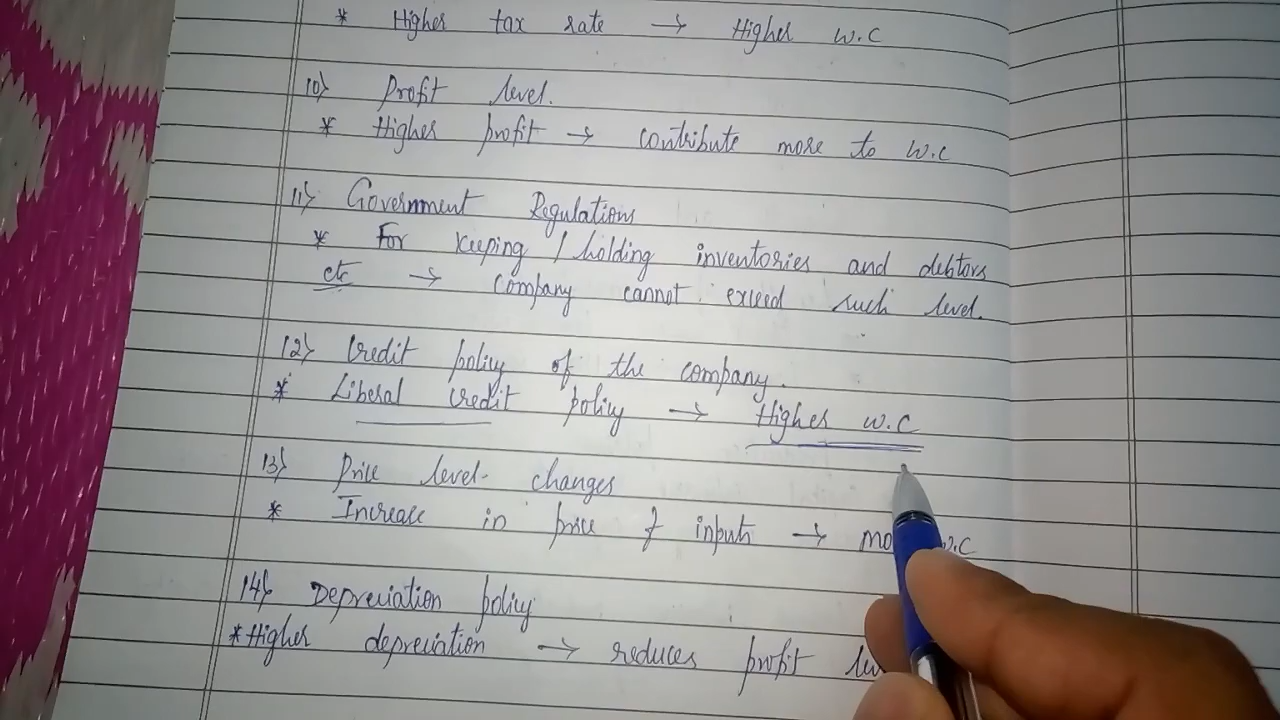 * Higher tax rate → Higher W.C
10) Profit level.
* Higher profit → contribute more to W.C
11) Government Regulations
* For keeping / holding inventories and debtors
etc → Company cannot exceed such level.
12) Credit policy of the company.
* Liberal credit policy → Higher W.C
13) Price level changes
* Increase in price of inputs → W.C
14) Depreciation policy
* Higher depreciation → reduces profit